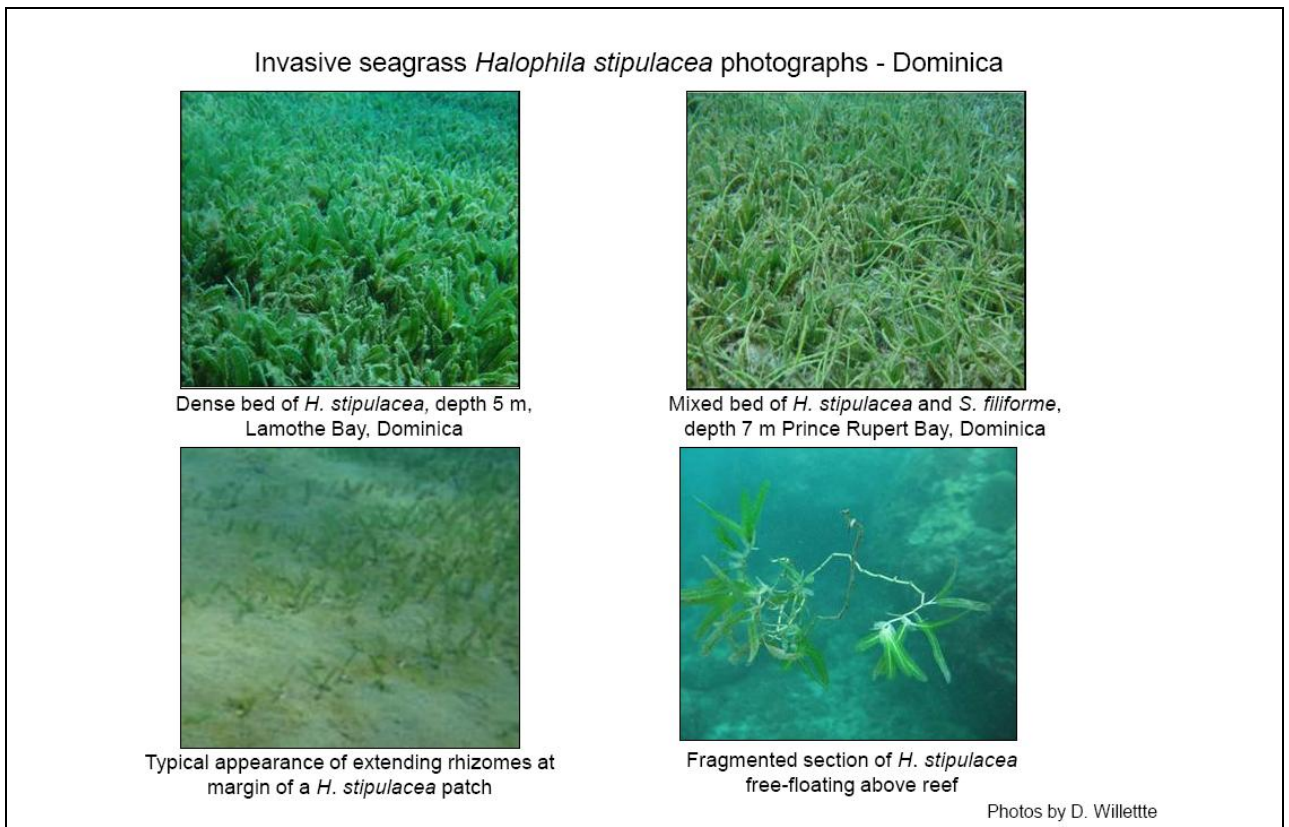 Invasive seagrass Halophila stipulacea photographs - Dominica
Dense bed of H. stipulacea, depth 5 m,
Lamothe Bay, Dominica
Mixed bed of H. stipulacea and S. filiforme,
depth 7 m Prince Rupert Bay, Dominica
Typical appearance of extending rhizomes at
margin of a H. stipulacea patch
Fragmented section of H. stipulacea
free-floating above reef
Photos by D. Willettte